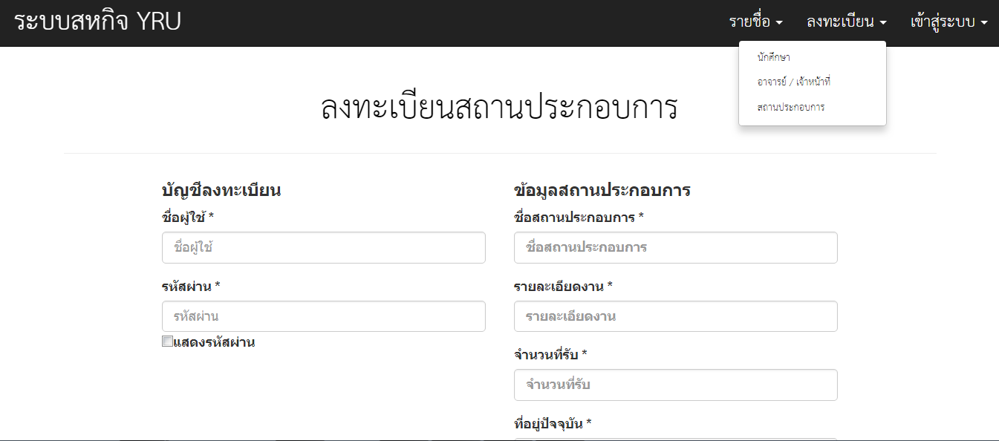 ระบบสหกิจ YRU
รายชื่อ
ลงทะเบียน
เข้าสู่ระบบ
นักศึกษา
อาจารย์ / เจ้าหน้าที่
สถานประกอบการ
ลงทะเบียนสถานประกอบการ
บัญชีลงทะเบียน
ชื่อผู้ใช้ *
ชื่อผู้ใช้
รหัสผ่าน *
รหัสผ่าน
แสดงรหัสผ่าน
ข้อมูลสถานประกอบการ
ชื่อสถานประกอบการ *
ชื่อสถานประกอบการ
รายละเอียดงาน *
รายละเอียดงาน
จำนวนที่รับ *
จำนวนที่รับ
ที่อยู่ปัจจุบัน *